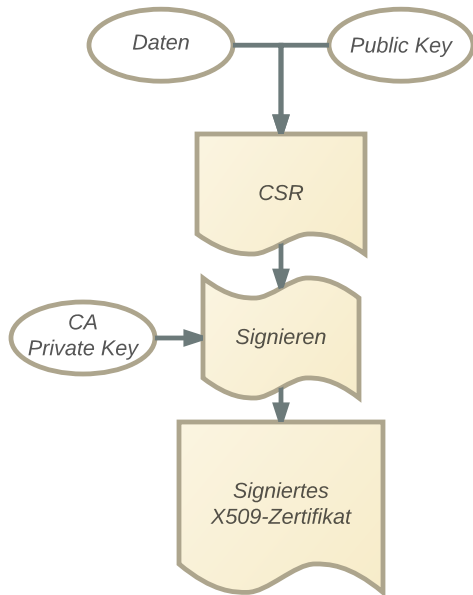 Daten
Public Key
CSR
CA
Private Key
Signieren
Signiertes
X509-Zertifikat